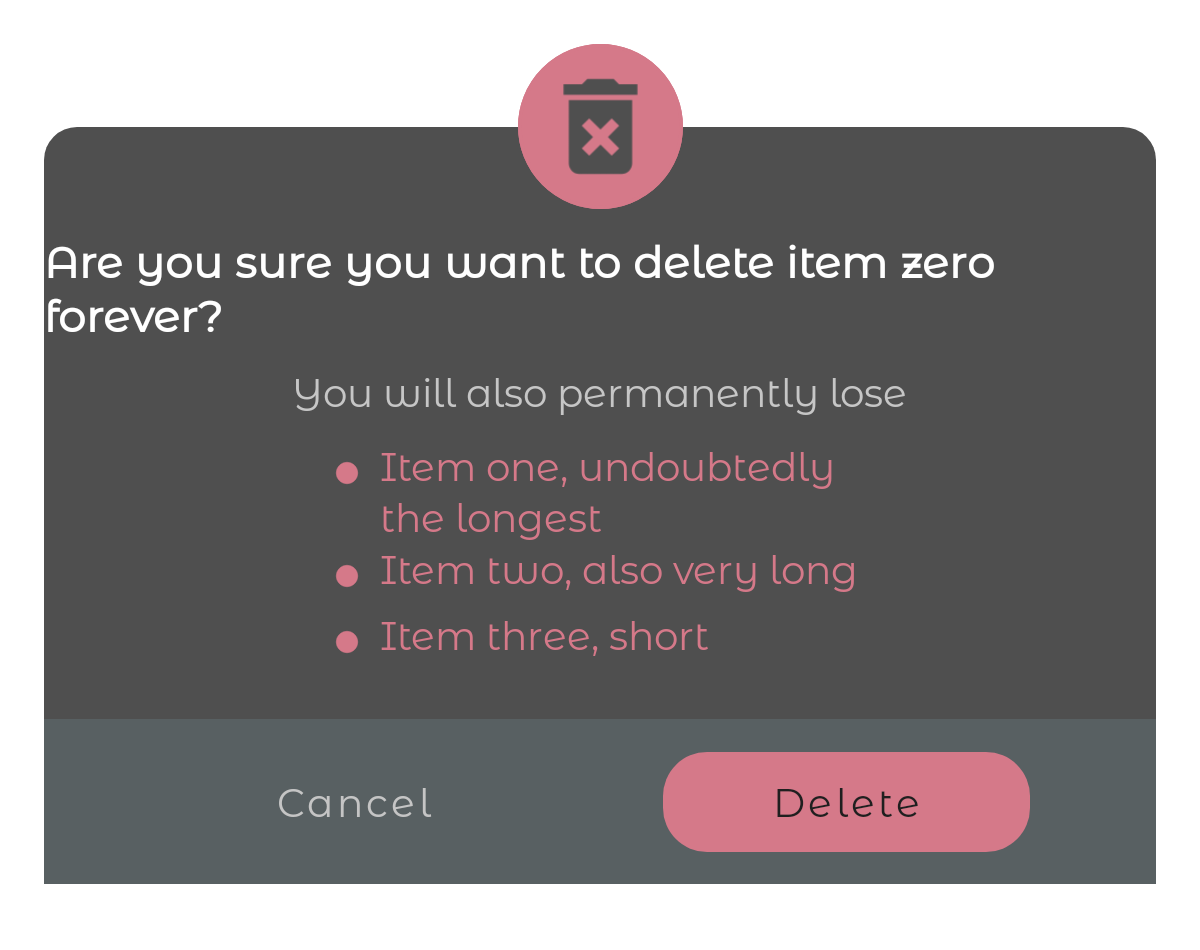 Are you sure you want to delete item zero
forever?
You will also permanently lose
Item one, undoubtedly
the longest
Item two, also very long
Item three, short
Cancel
Delete